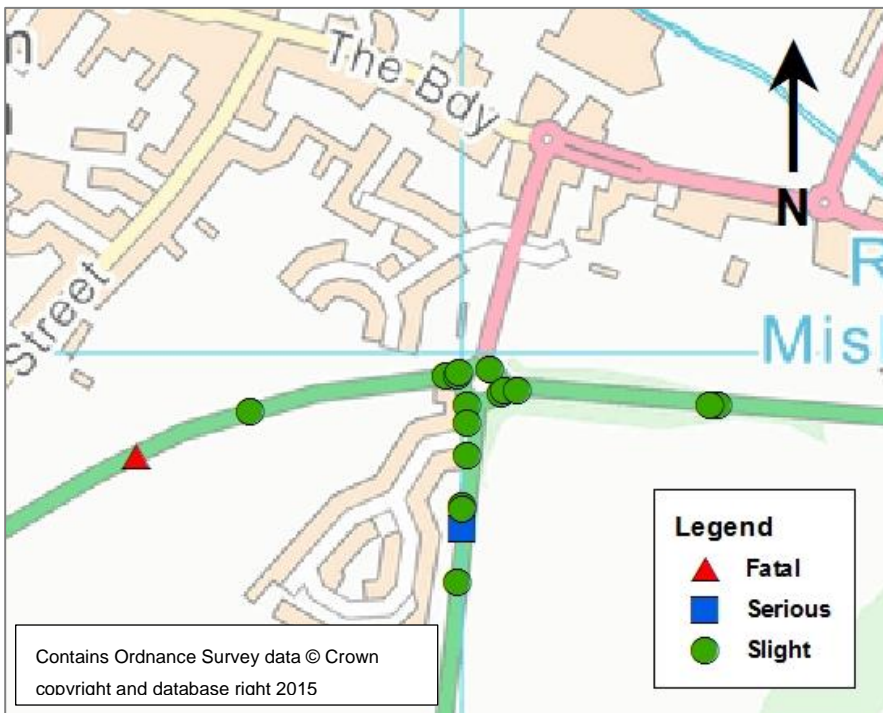 The Bdy
N
Street
Legend
Fatal
Serious
Slight
Contains Ordnance Survey data © Crown
copyright and database right 2015